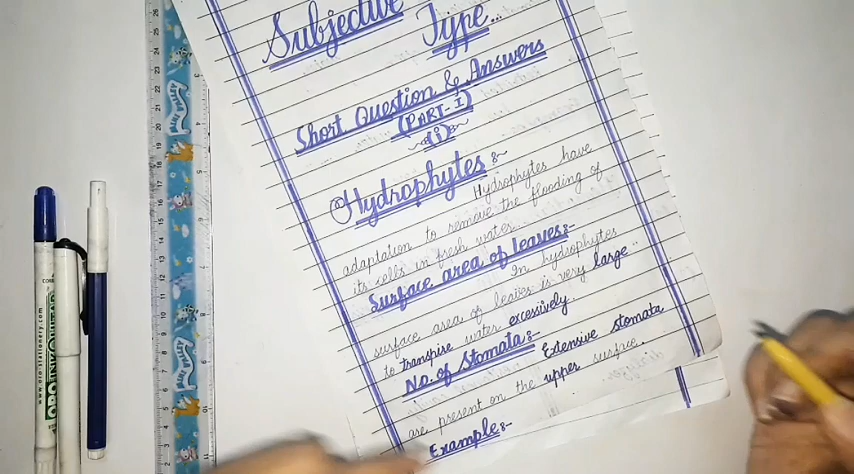 Subjective Type...
Short Question & Answers
(PART-I)
~(i)~
Hydrophytes:-
Hydrophytes have
adaptation to remove the flooding of
its cells in fresh water.
Surface area of leaves:-
In hydrophytes
surface area of leaves is very large
to transpire water excessively.
No. of Stomata:-
Extensive stomata
are present on the upper surface.
Example:-